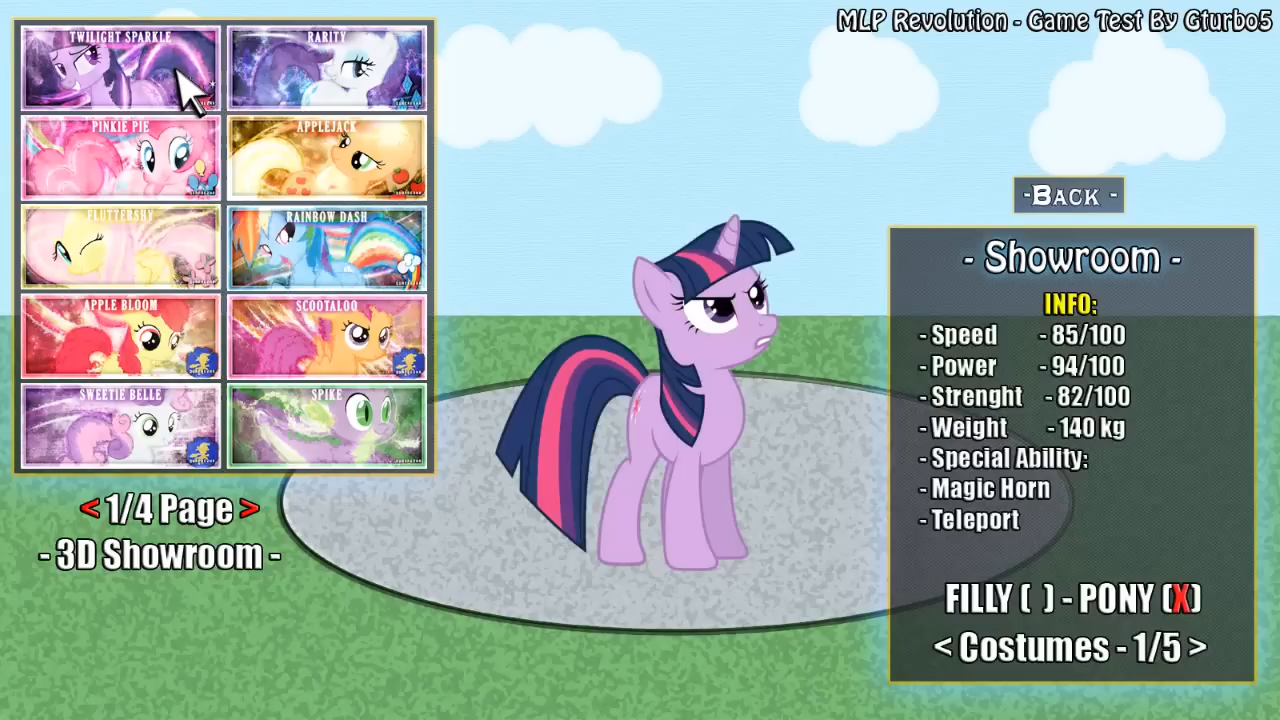 MLP Revolution - Game Test By Gturbo5
TWILIGHT SPARKLE
RARITY
PINKIE PIE
APPLEJACK
FLUTTERSHY
RAINBOW DASH
APPLE BLOOM
SCOOTALOO
SWEETIE BELLE
SPIKE
< 1/4 Page >
- 3D Showroom -
- Back -
- Showroom -
INFO:
- Speed - 85/100
- Power - 94/100
- Strenght - 82/100
- Weight - 140 kg
- Special Ability:
- Magic Horn
- Teleport
FILLY ( ) - PONY (X)
< Costumes - 1/5 >